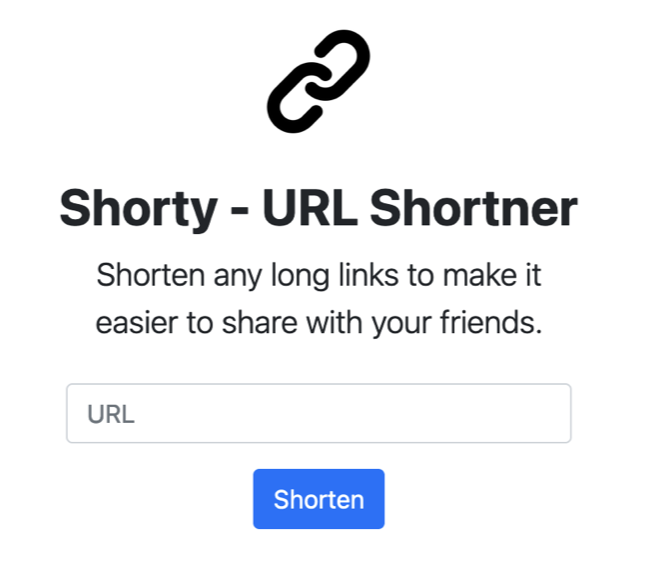 Shorty - URL Shortner
Shorten any long links to make it
easier to share with your friends.
URL
Shorten